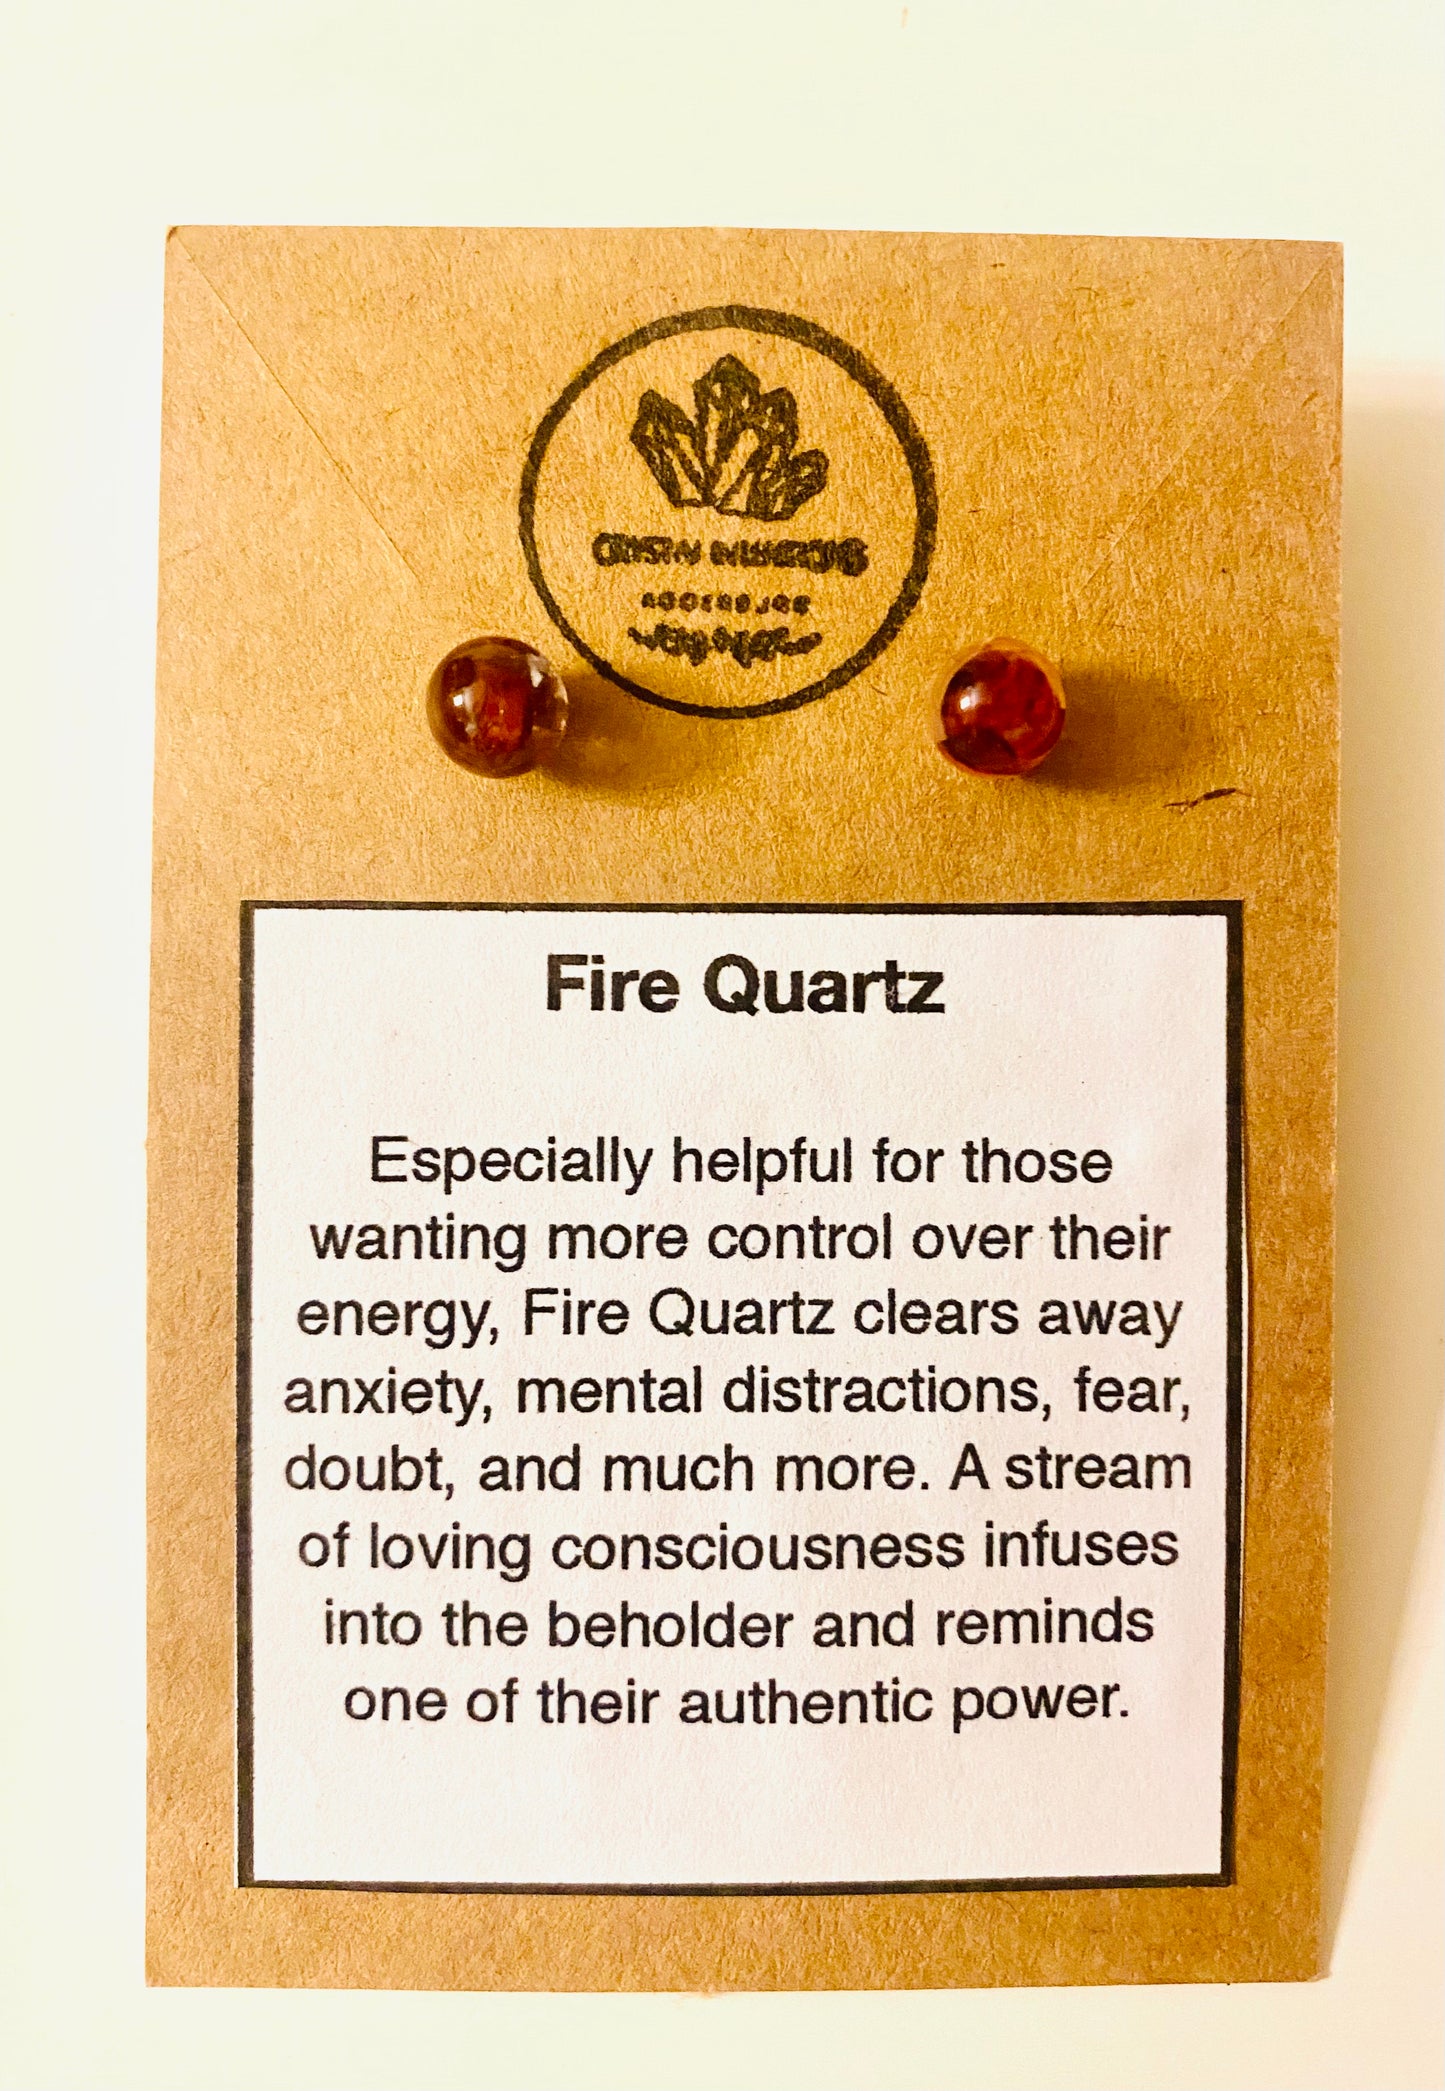 Fire Quartz
Especially helpful for those
wanting more control over their
energy, Fire Quartz clears away
anxiety, mental distractions, fear,
doubt, and much more. A stream
of loving consciousness infuses
into the beholder and reminds
one of their authentic power.